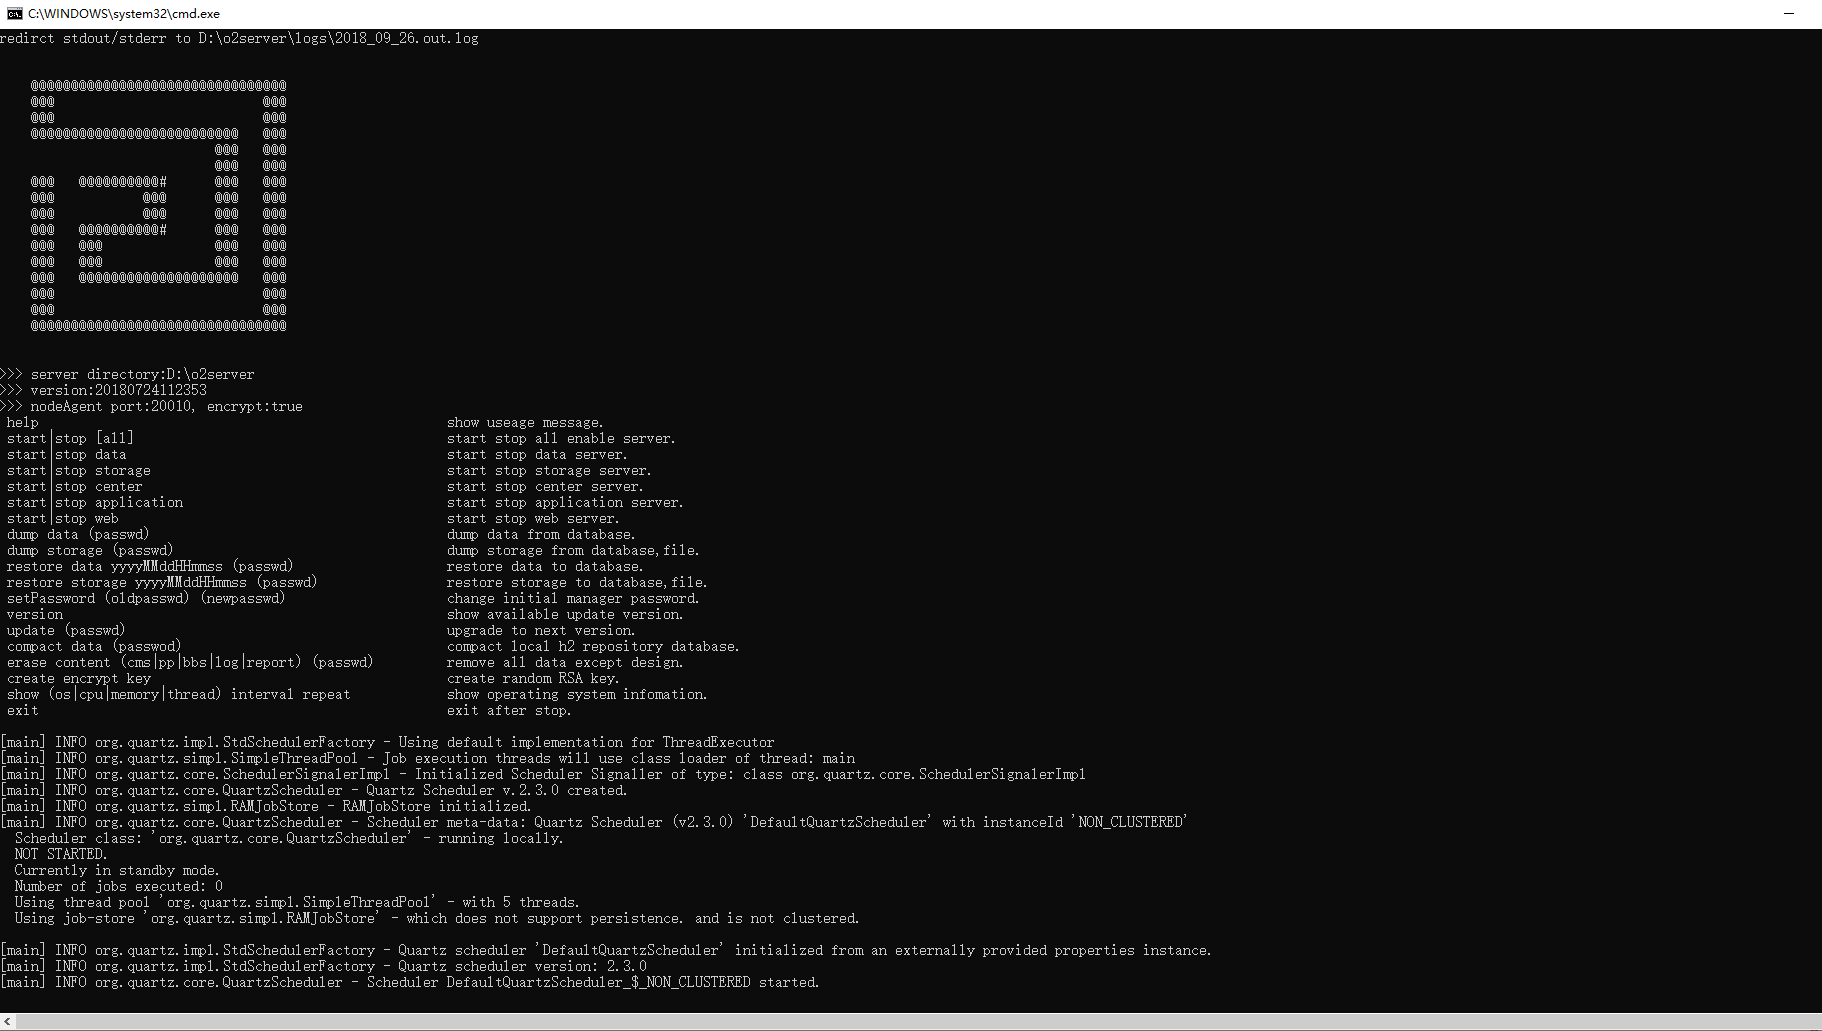 C:\WINDOWS\system32\cmd.exe
redirct stdout/stderr to D:\o2server\logs\2018_09_26.out.log
@@@@@@@@@@@@@@@@@@@@@@@@@@@@@@@@
@@@                          @@@
@@@                          @@@
@@@@@@@@@@@@@@@@@@@@@@@@@@   @@@
                       @@@   @@@
                       @@@   @@@
@@@   @@@@@@@@@@#      @@@   @@@
@@@           @@@      @@@   @@@
@@@           @@@      @@@   @@@
@@@   @@@@@@@@@@#      @@@   @@@
@@@   @@@              @@@   @@@
@@@   @@@              @@@   @@@
@@@   @@@@@@@@@@@@@@@@@@@@   @@@
@@@                          @@@
@@@                          @@@
@@@@@@@@@@@@@@@@@@@@@@@@@@@@@@@@
>>> server directory:D:\o2server
>>> version:20180724112353
>>> nodeAgent port:20010, encrypt:true
help show useage message.
start|stop [all] start stop all enable server.
start|stop data start stop data server.
start|stop storage start stop storage server.
start|stop center start stop center server.
start|stop application start stop application server.
start|stop web start stop web server.
dump data (passwd) dump data from database.
dump storage (passwd) dump storage from database,file.
restore data yyyyMMddHHmmss (passwd) restore data to database.
restore storage yyyyMMddHHmmss (passwd) restore storage to database,file.
setPassword (oldpasswd) (newpasswd) change initial manager password.
version show available update version.
update (passwd) upgrade to next version.
compact data (passwod) compact local h2 repository database.
erase content (cms|pp|bbs|log|report) (passwd) remove all data except design.
create encrypt key create random RSA key.
show (os|cpu|memory|thread) interval repeat show operating system infomation.
exit exit after stop.
[main] INFO org.quartz.impl.StdSchedulerFactory - Using default implementation for ThreadExecutor
[main] INFO org.quartz.simpl.SimpleThreadPool - Job execution threads will use class loader of thread: main
[main] INFO org.quartz.core.SchedulerSignalerImpl - Initialized Scheduler Signaller of type: class org.quartz.core.SchedulerSignalerImpl
[main] INFO org.quartz.core.QuartzScheduler - Quartz Scheduler v.2.3.0 created.
[main] INFO org.quartz.simpl.RAMJobStore - RAMJobStore initialized.
[main] INFO org.quartz.core.QuartzScheduler - Scheduler meta-data: Quartz Scheduler (v2.3.0) 'DefaultQuartzScheduler' with instanceId 'NON_CLUSTERED'
Scheduler class: 'org.quartz.core.QuartzScheduler' - running locally.
NOT STARTED.
Currently in standby mode.
Number of jobs executed: 0
Using thread pool 'org.quartz.simpl.SimpleThreadPool' - with 5 threads.
Using job-store 'org.quartz.simpl.RAMJobStore' - which does not support persistence. and is not clustered.
[main] INFO org.quartz.impl.StdSchedulerFactory - Quartz scheduler 'DefaultQuartzScheduler' initialized from an externally provided properties instance.
[main] INFO org.quartz.impl.StdSchedulerFactory - Quartz scheduler version: 2.3.0
[main] INFO org.quartz.core.QuartzScheduler - Scheduler DefaultQuartzScheduler_$_NON_CLUSTERED started.